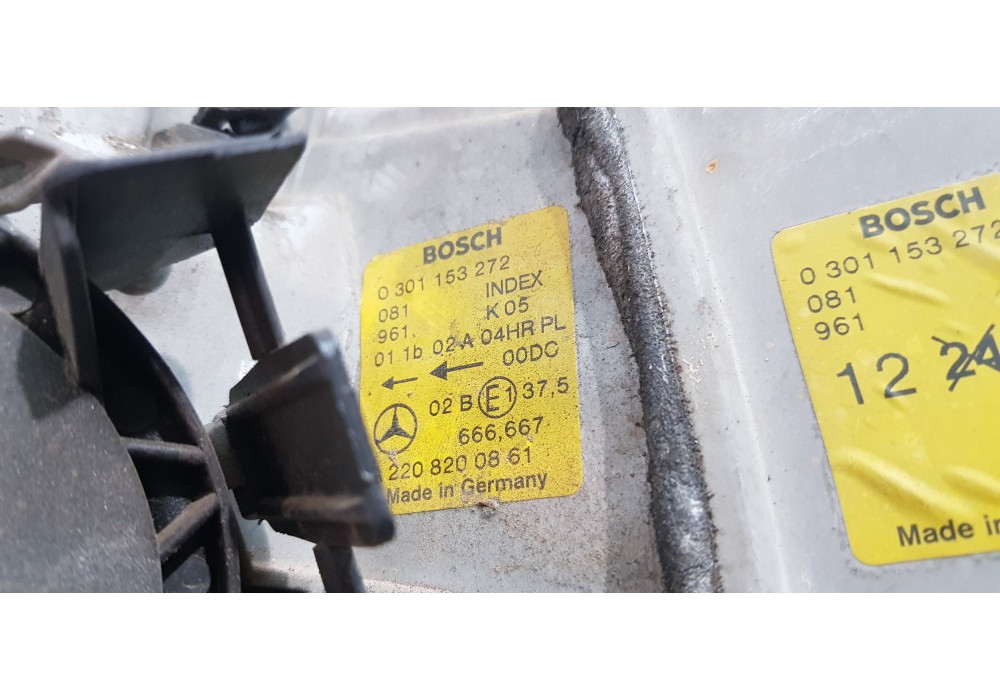 BOSCH
0 301 153 272
081 INDEX
961. K 05
01 1b 02 A 04HR PL
00DC
02 B E1 37,5
666,667
220 820 08 61
Made in Germany
BOSCH
0 301 153 272
081
961
12 24
Made in